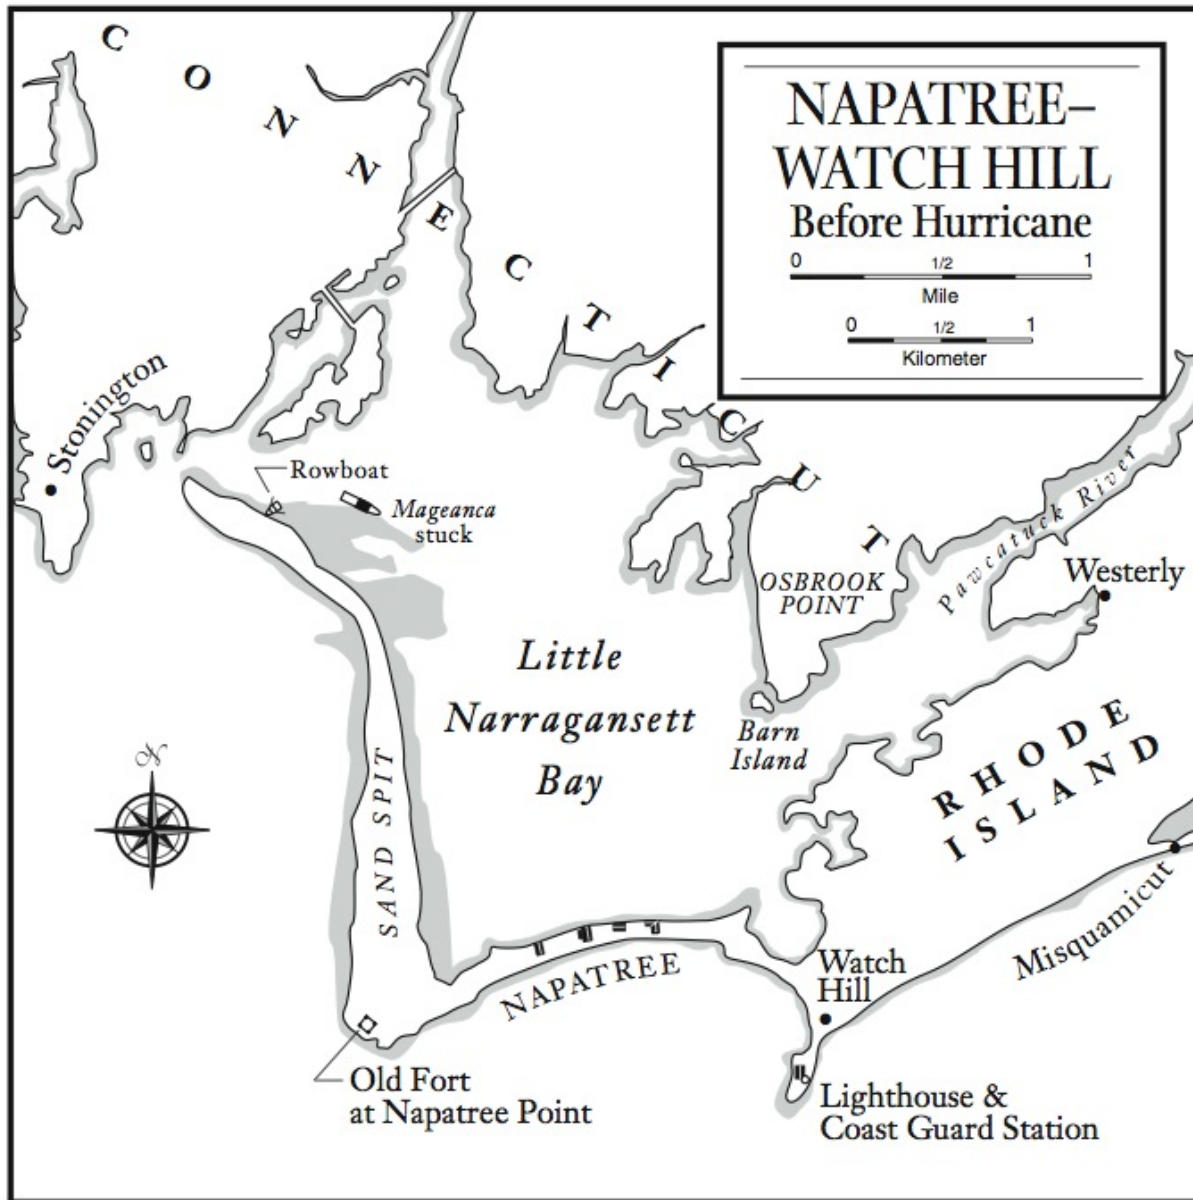 CONNECTICUT
NAPATREE–
WATCH HILL
Before Hurricane
0 1/2 1
Mile
0 1/2 1
Kilometer
Stonington
Rowboat
Mageanca
stuck
Pawcatuck River
Westerly
OSBROOK
POINT
Little
Narragansett
Bay
Barn
Island
RHODE
ISLAND
N
SAND SPIT
Misquamicut
NAPATREE
Watch
Hill
Old Fort
at Napatree Point
Lighthouse &
Coast Guard Station